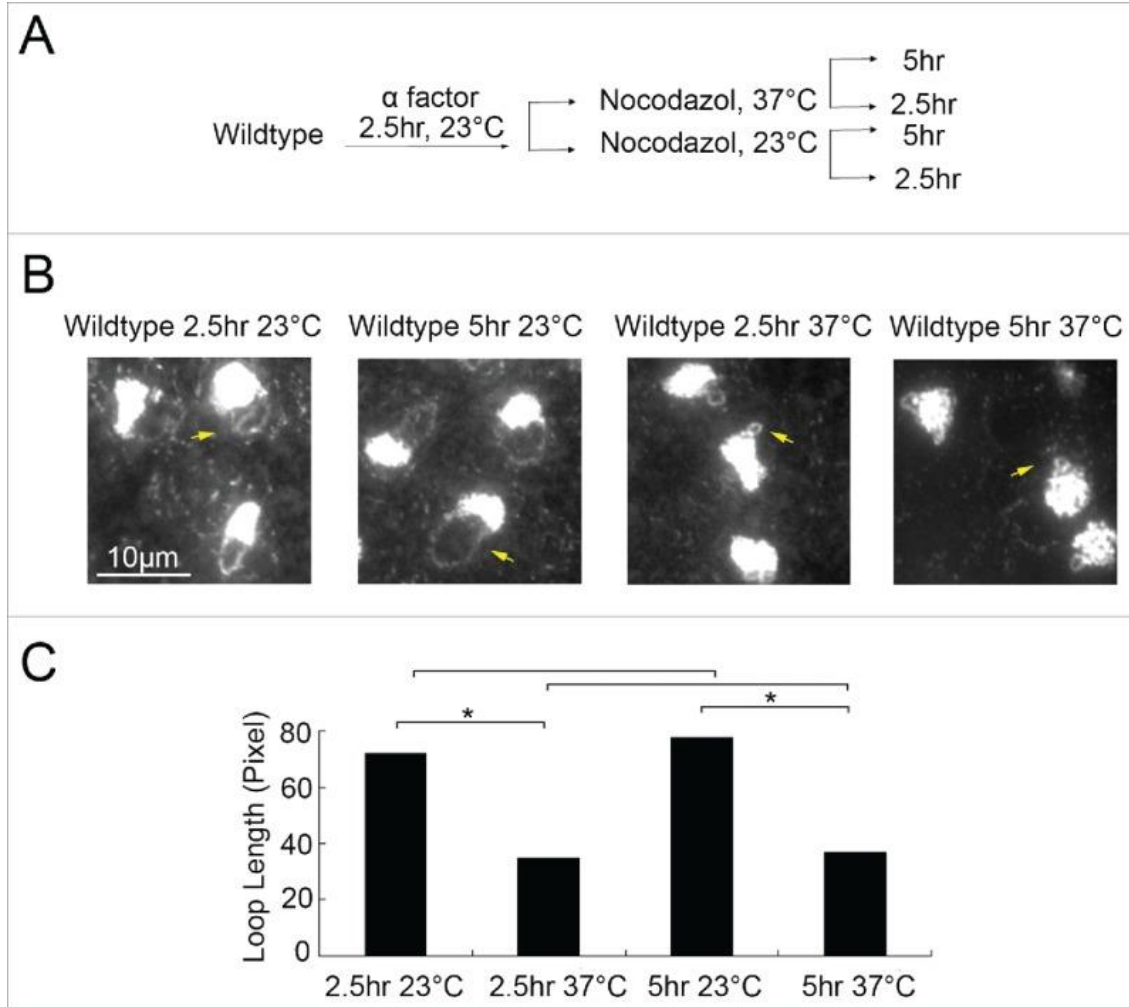 A
Wildtype
α factor
2.5hr, 23°C
Nocodazol, 37°C
Nocodazol, 23°C
5hr
2.5hr
5hr
2.5hr
B
Wildtype 2.5hr 23°C
Wildtype 5hr 23°C
Wildtype 2.5hr 37°C
Wildtype 5hr 37°C
10µm
C
Loop Length (Pixel)
80
60
40
20
0
*
*
2.5hr 23°C
2.5hr 37°C
5hr 23°C
5hr 37°C